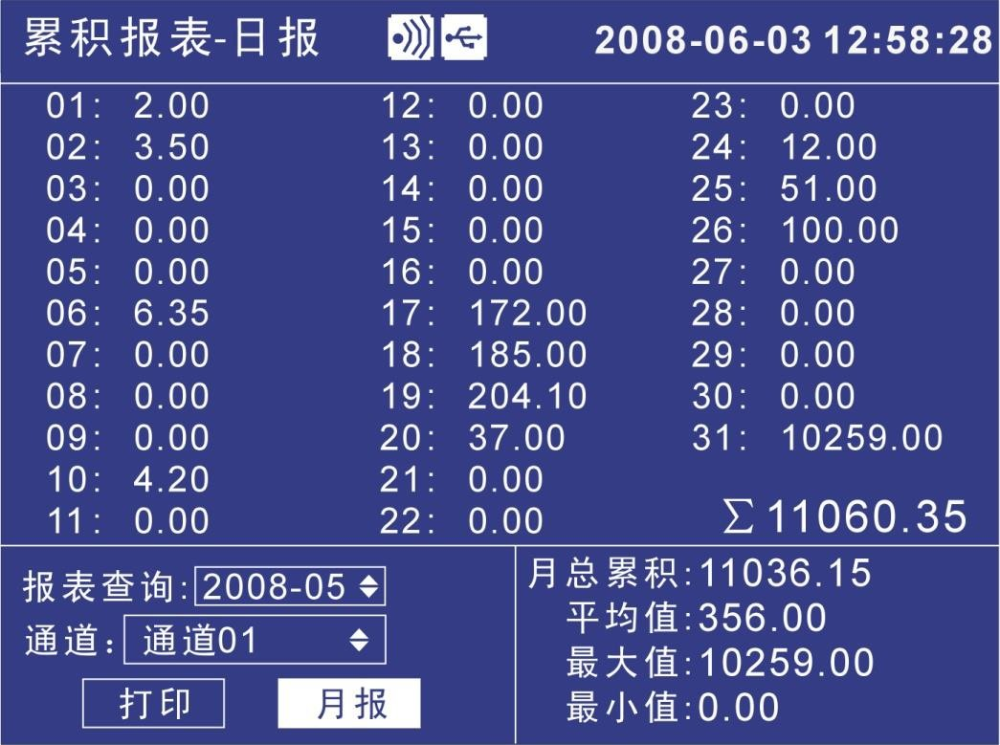 累积报表-日报 2008-06-03 12:58:28
01: 2.00 12: 0.00 23: 0.00
02: 3.50 13: 0.00 24: 12.00
03: 0.00 14: 0.00 25: 51.00
04: 0.00 15: 0.00 26: 100.00
05: 0.00 16: 0.00 27: 0.00
06: 6.35 17: 172.00 28: 0.00
07: 0.00 18: 185.00 29: 0.00
08: 0.00 19: 204.10 30: 0.00
09: 0.00 20: 37.00 31: 10259.00
10: 4.20 21: 0.00
11: 0.00 22: 0.00 Σ11060.35
报表查询: 2008-05
通道: 通道01
打印 月报
月总累积:11036.15
平均值:356.00
最大值:10259.00
最小值:0.00